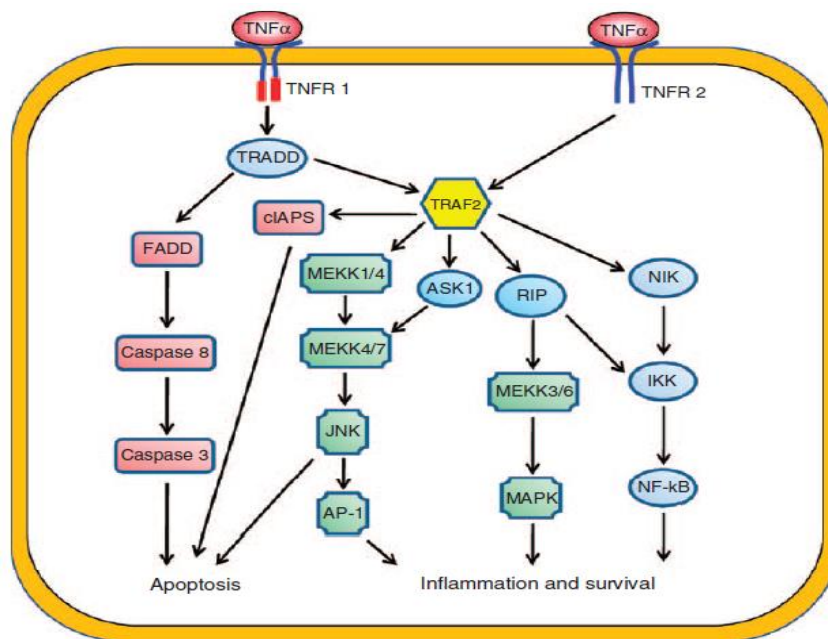 TNFα
TNFα
TNFR 1
TNFR 2
TRADD
TRAF2
cIAPS
FADD
MEKK1/4
ASK1
RIP
NIK
Caspase 8
MEKK4/7
MEKK3/6
IKK
Caspase 3
JNK
AP-1
MAPK
NF-kB
Apoptosis
Inflammation and survival